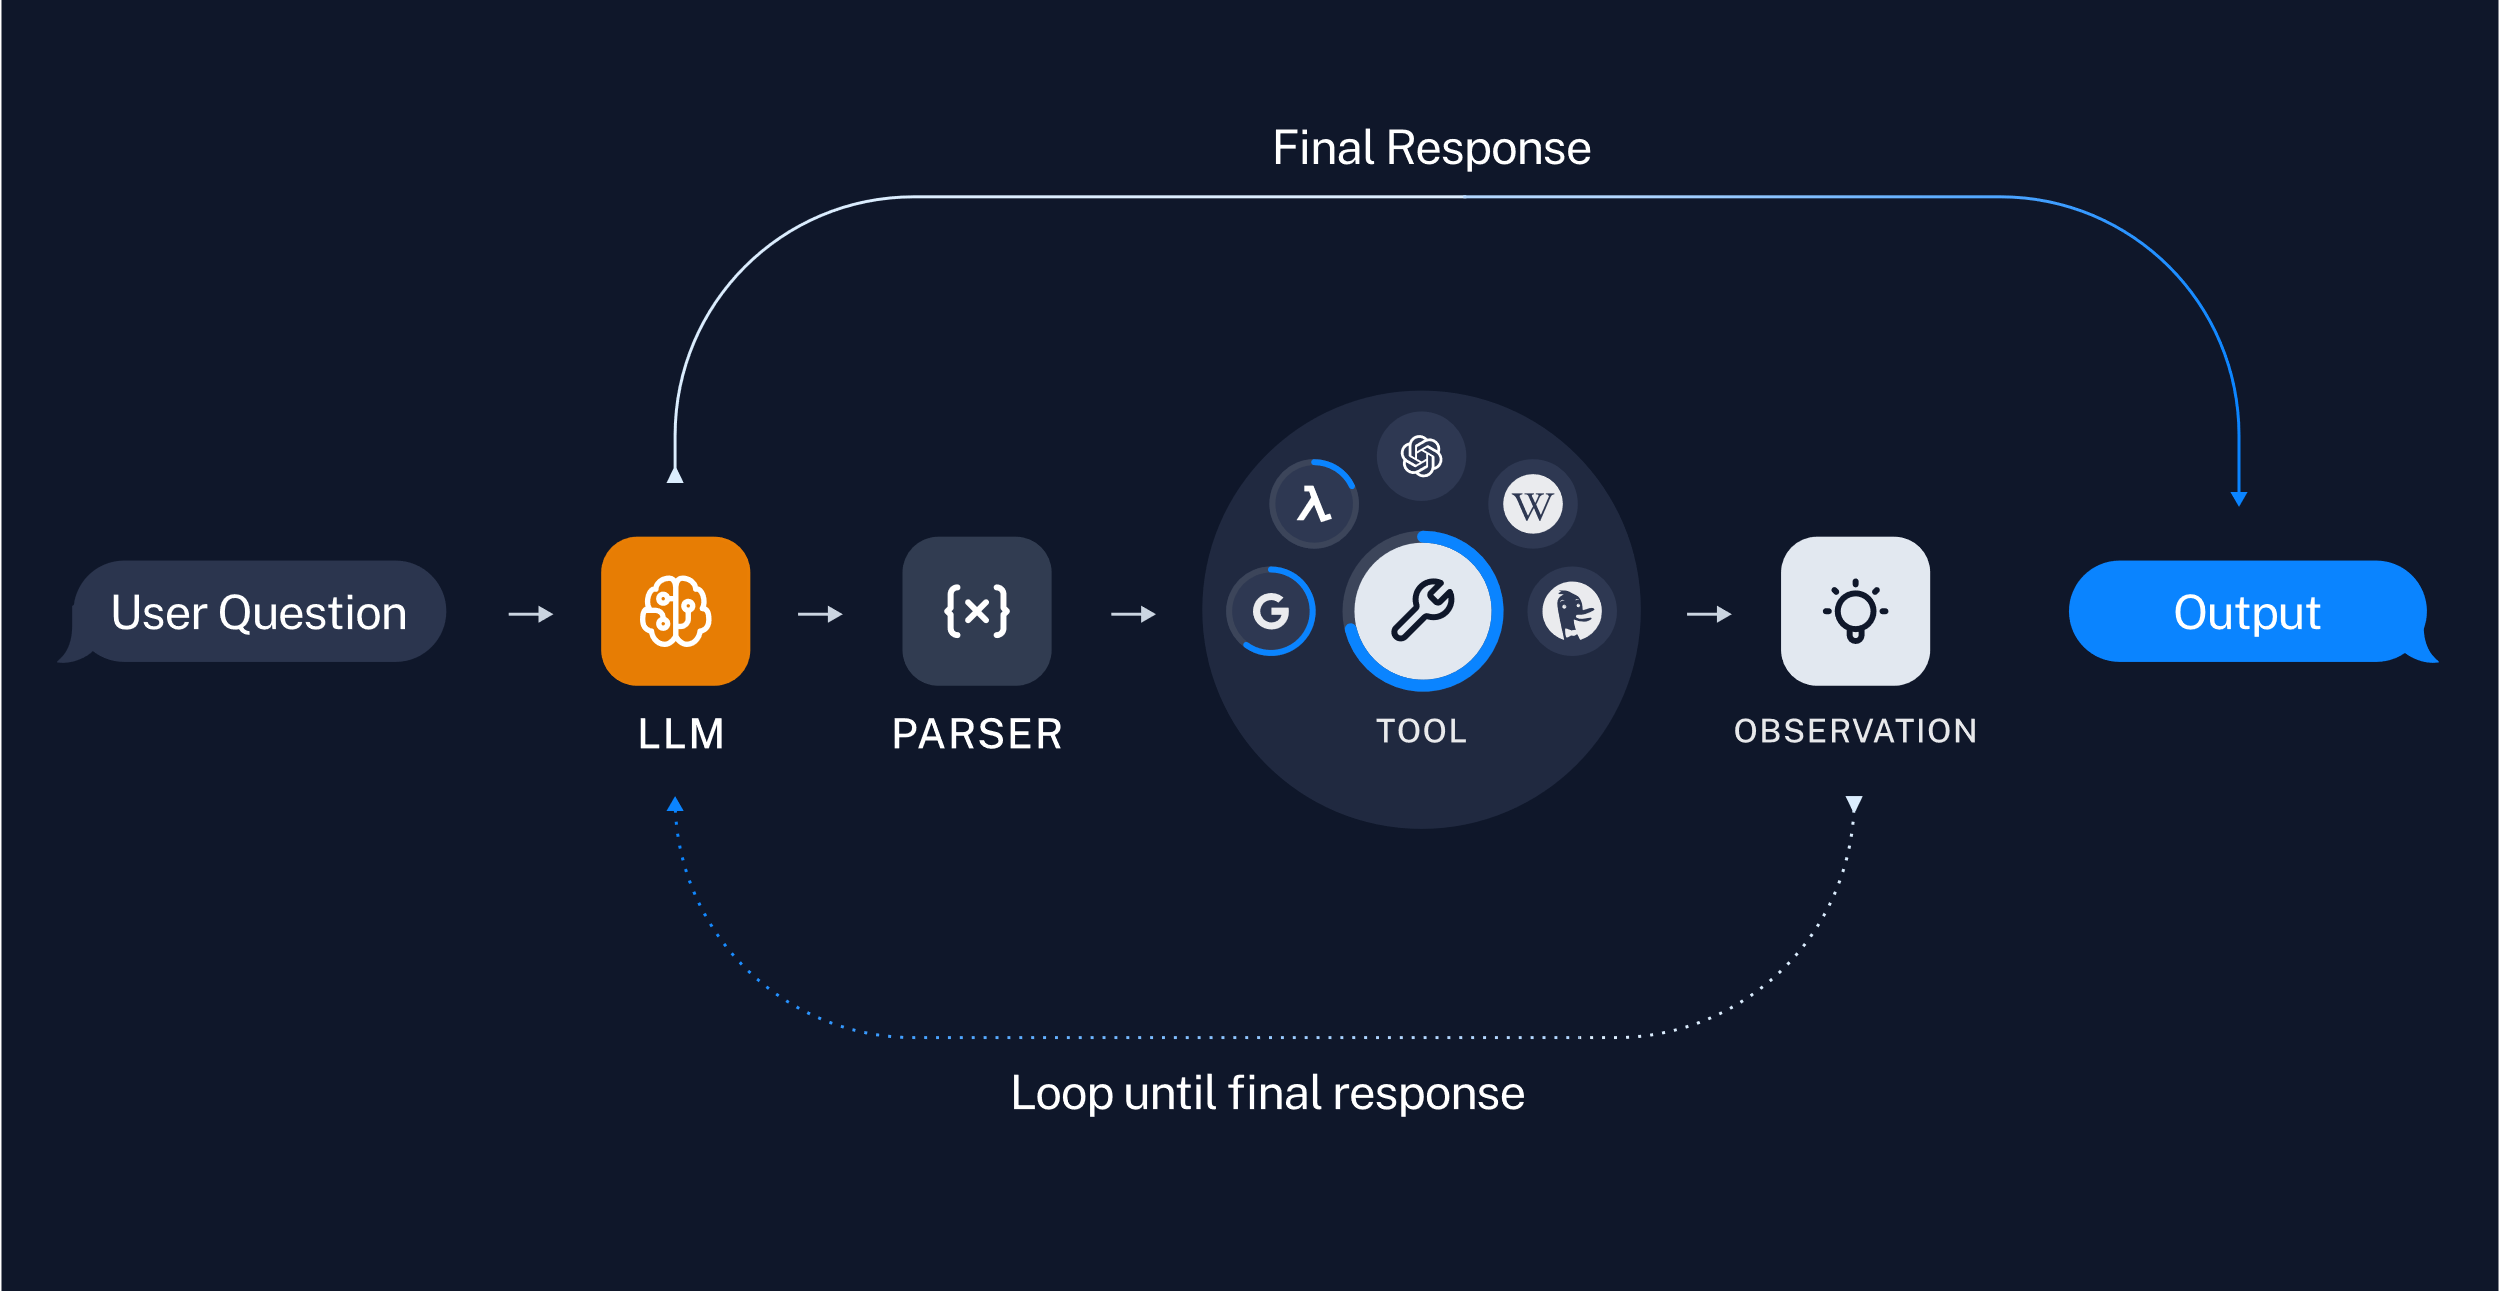 Final Response
User Question
Output
LLM
PARSER
TOOL
OBSERVATION
Loop until final response